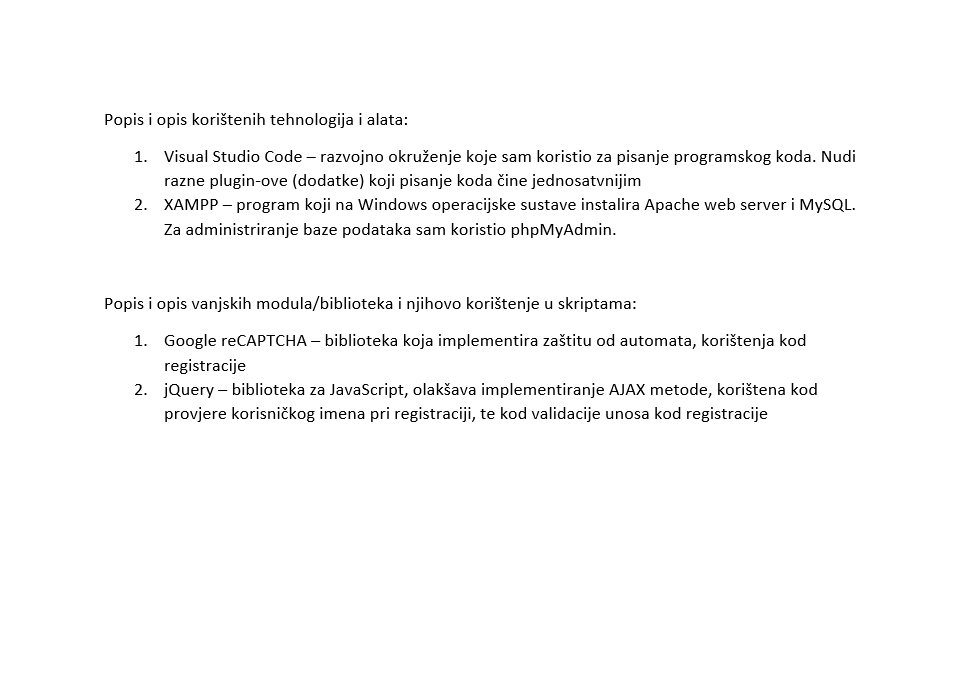 Popis i opis korištenih tehnologija i alata:
1. Visual Studio Code – razvojno okruženje koje sam koristio za pisanje programskog koda. Nudi
razne plugin-ove (dodatke) koji pisanje koda čine jednosatvnijim
2. XAMPP – program koji na Windows operacijske sustave instalira Apache web server i MySQL.
Za administriranje baze podataka sam koristio phpMyAdmin.
Popis i opis vanjskih modula/biblioteka i njihovo korištenje u skriptama:
1. Google reCAPTCHA – biblioteka koja implementira zaštitu od automata, korištenja kod
registracije
2. jQuery – biblioteka za JavaScript, olakšava implementiranje AJAX metode, korištena kod
provjere korisničkog imena pri registraciji, te kod validacije unosa kod registracije